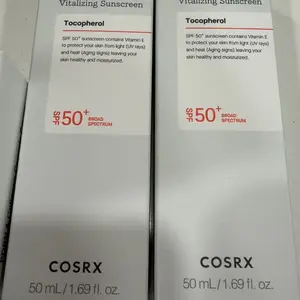 Vitalizing Sunscreen
Tocopherol
SPF 50⁺ sunscreen contains Vitamin E
to protect your skin from light (UV rays)
and heat (Aging signs) leaving your
skin healthy and moisturized.
SPF 50+ BROAD
SPECTRUM
COSRX
50 mL / 1.69 fl. oz.
Vitalizing Sunscreen
Tocopherol
SPF 50⁺ sunscreen contains Vitamin E
to protect your skin from light (UV rays)
and heat (Aging signs) leaving your
skin healthy and moisturized.
SPF 50+ BROAD
SPECTRUM
COSRX
50 mL / 1.69 fl. oz.